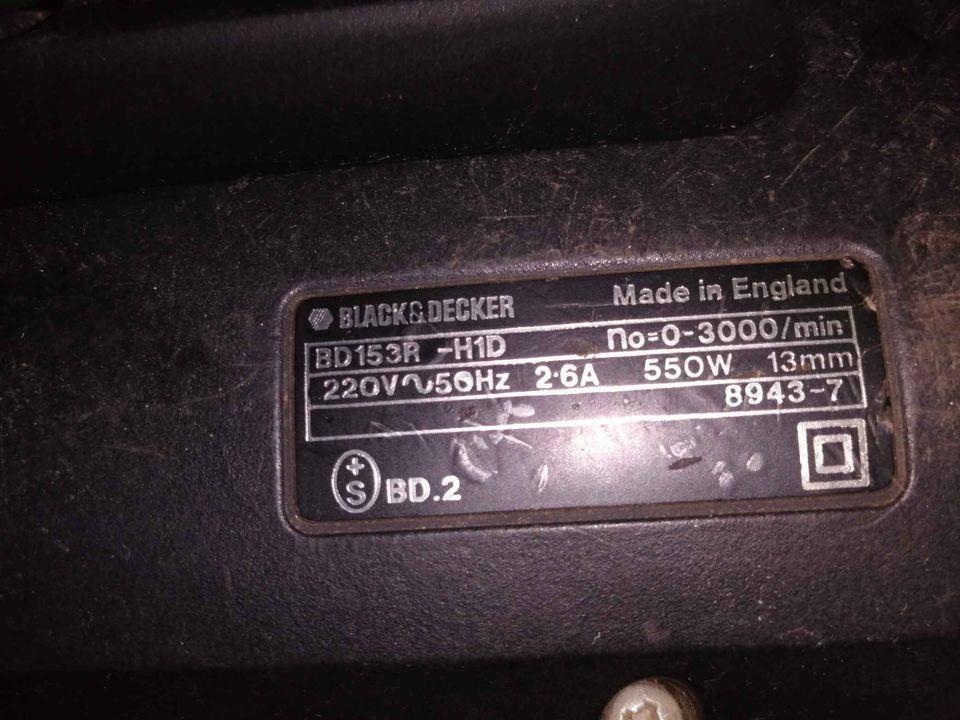 BLACK&DECKER Made in England
BD153R -H1D no=0-3000/min
220V~50Hz 2·6A 550W 13mm
8943-7
+
S BD.2